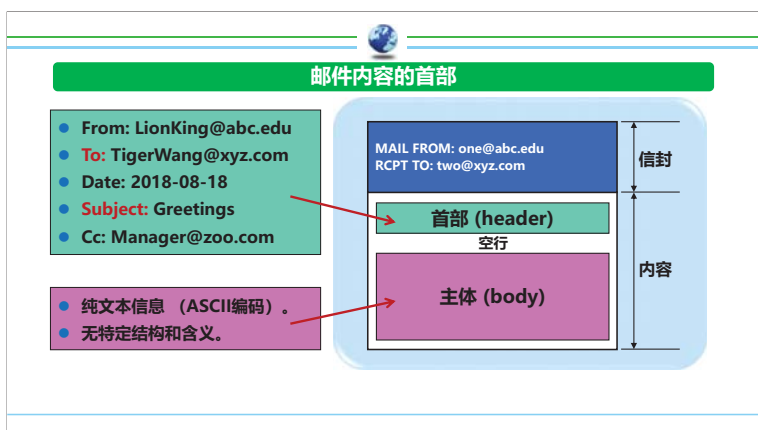 邮件内容的首部
From: LionKing@abc.edu
To: TigerWang@xyz.com
Date: 2018-08-18
Subject: Greetings
Cc: Manager@zoo.com
纯文本信息 （ASCII编码）。
无特定结构和含义。
MAIL FROM: one@abc.edu
RCPT TO: two@xyz.com
信封
首部 (header)
空行
内容
主体 (body)